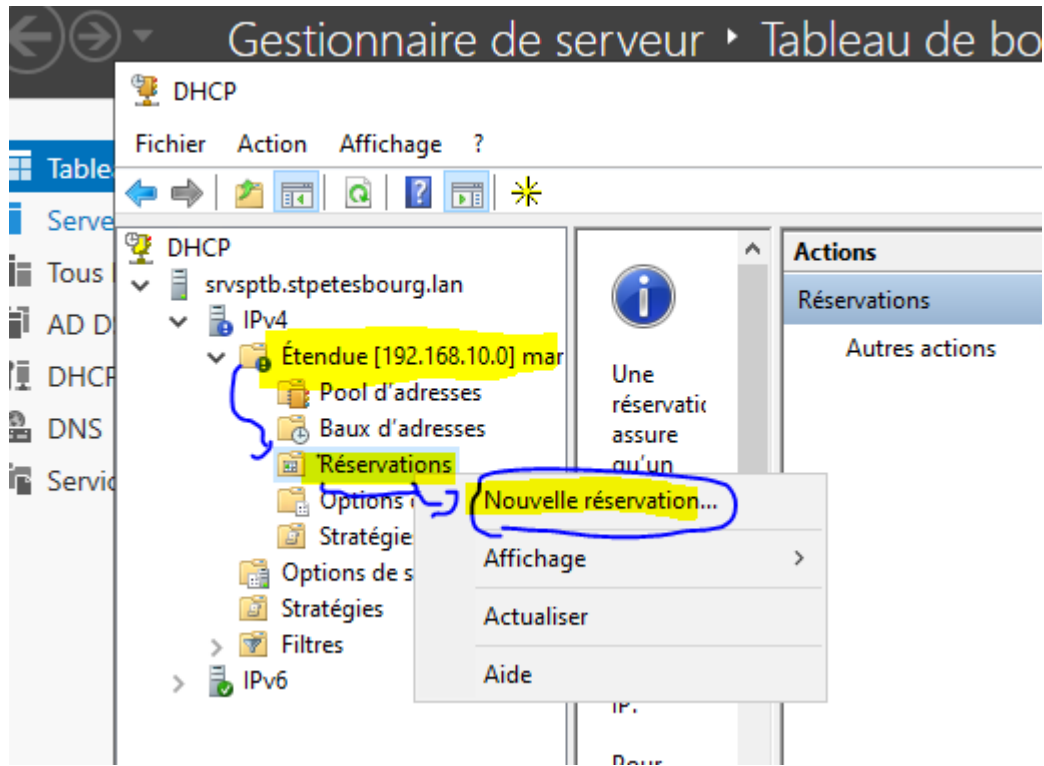 Gestionnaire de serveur ‣ Tableau de bo
DHCP
Fichier Action Affichage ?
Table
Serve
Tous l
AD D
DHCP
DNS
Servic
DHCP
srvsptb.stpetesbourg.lan
IPv4
Étendue [192.168.10.0] mar
Pool d'adresses
Baux d'adresses
Réservations
Options
Stratégie
Options de s
Stratégies
Filtres
IPv6
Nouvelle réservation...
Affichage
Actualiser
Aide
Une
réservatic
assure
qu'un
IP.
Pour
Actions
Réservations
Autres actions